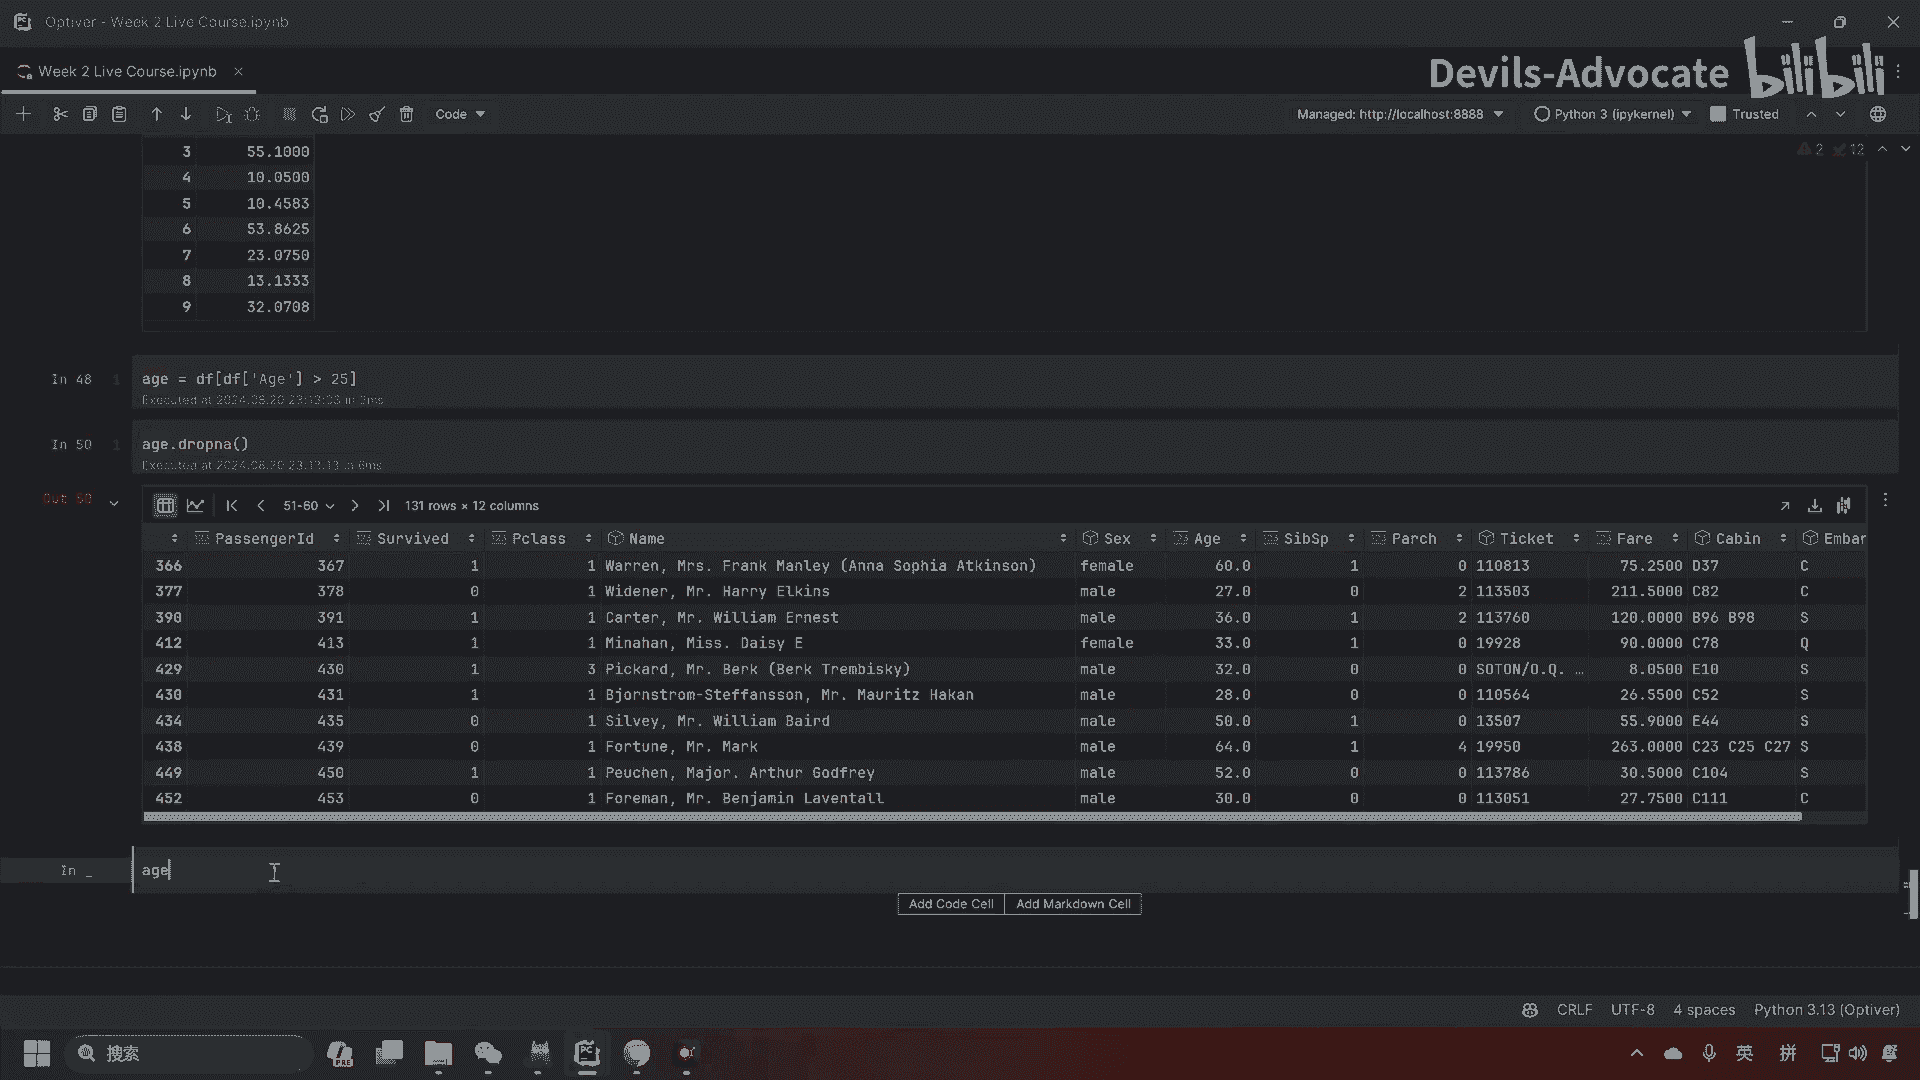 Optiver - Week 2 Live Course.ipynb
Week 2 Live Course.ipynb
Devils-Advocate bilibili
Code
Managed: http://localhost:8888 Python 3 (ipykernel) Trusted
2 12
3 55.1000
4 10.0500
5 10.4583
6 53.8625
7 23.0750
8 13.1333
9 32.0708
In 48 1 age = df[df['Age'] > 25]
Executed at 2024.08.20 in
In 50 1 age.dropna()
Executed at 2024.08.20 in 6ms
Out 50 51-60 131 rows × 12 columns
PassengerId Survived Pclass Name Sex Age SibSp Parch Ticket Fare Cabin Embar
366 367 1 1 Warren, Mrs. Frank Manley (Anna Sophia Atkinson) female 60.0 1 0 110813 75.2500 D37 C
377 378 0 1 Widener, Mr. Harry Elkins male 27.0 0 2 113503 211.5000 C82 C
390 391 1 1 Carter, Mr. William Ernest male 36.0 1 2 113760 120.0000 B96 B98 S
412 413 1 1 Minahan, Miss. Daisy E female 33.0 1 0 19928 90.0000 C78 Q
429 430 1 3 Pickard, Mr. Berk (Berk Trembisky) male 32.0 0 0 SOTON/O.Q. … 8.0500 E10 S
430 431 1 1 Bjornstrom-Steffansson, Mr. Mauritz Hakan male 28.0 0 0 110564 26.5500 C52 S
434 435 0 1 Silvey, Mr. William Baird male 50.0 1 0 13507 55.9000 E44 S
438 439 0 1 Fortune, Mr. Mark male 64.0 1 4 19950 263.0000 C23 C25 C27 S
449 450 1 1 Peuchen, Major. Arthur Godfrey male 52.0 0 0 113786 30.5000 C104 S
452 453 0 1 Foreman, Mr. Benjamin Laventall male 30.0 0 0 113051 27.7500 C111 C
In _ age
Add Code Cell Add Markdown Cell
CRLF UTF-8 4 spaces Python 3.13 (Optiver)
搜索
PRE
英 拼